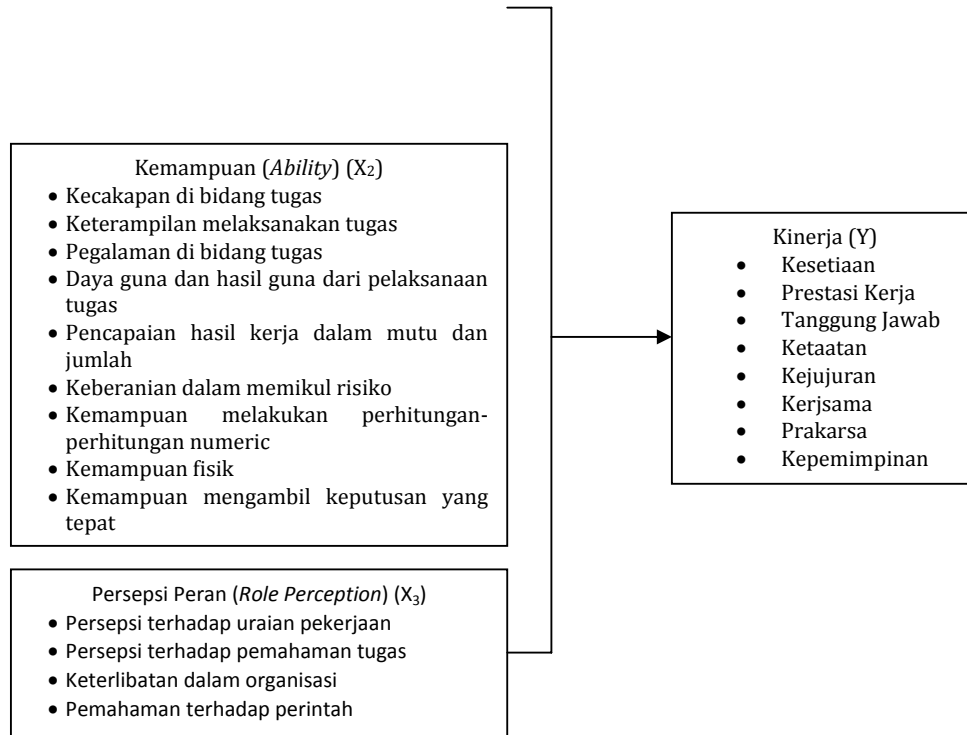 Kemampuan (Ability) (X2)
• Kecakapan di bidang tugas
• Keterampilan melaksanakan tugas
• Pegalaman di bidang tugas
• Daya guna dan hasil guna dari pelaksanaan
tugas
• Pencapaian hasil kerja dalam mutu dan
jumlah
• Keberanian dalam memikul risiko
• Kemampuan melakukan perhitungan-
perhitungan numeric
• Kemampuan fisik
• Kemampuan mengambil keputusan yang
tepat
Persepsi Peran (Role Perception) (X3)
• Persepsi terhadap uraian pekerjaan
• Persepsi terhadap pemahaman tugas
• Keterlibatan dalam organisasi
• Pemahaman terhadap perintah
Kinerja (Y)
• Kesetiaan
• Prestasi Kerja
• Tanggung Jawab
• Ketaatan
• Kejujuran
• Kerjsama
• Prakarsa
• Kepemimpinan